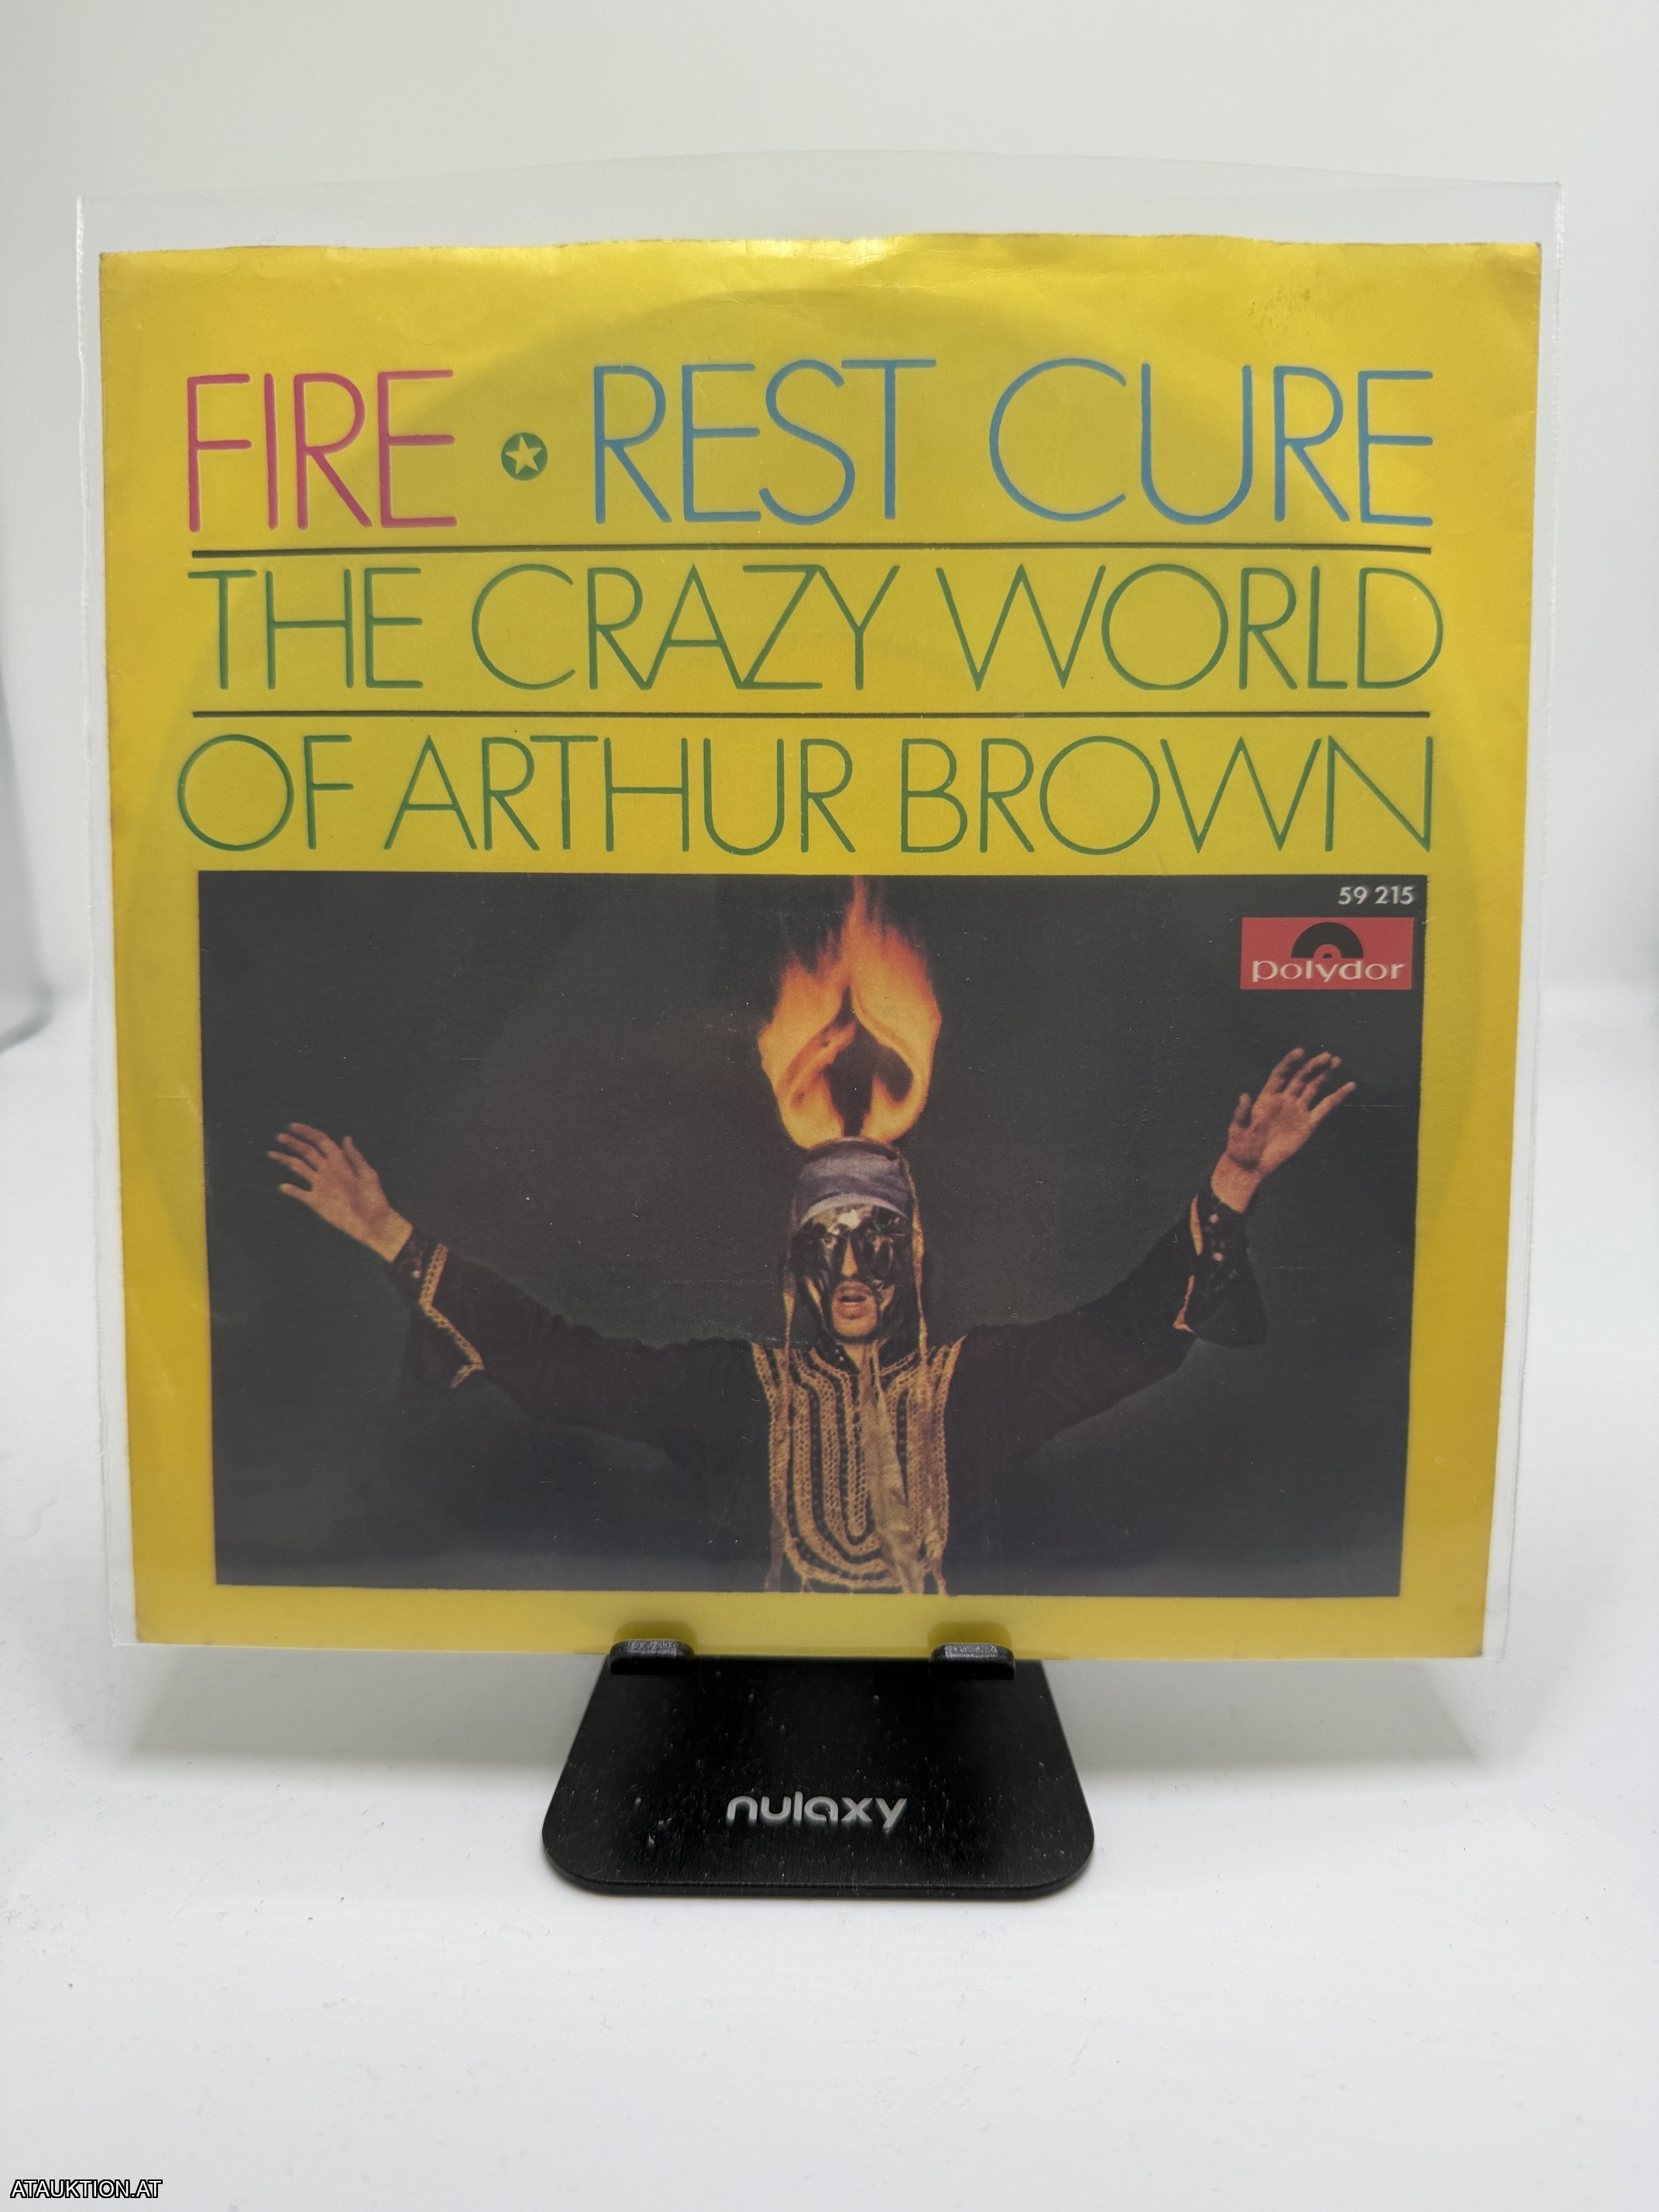 FIRE ★ REST CURE
THE CRAZY WORLD
OF ARTHUR BROWN
59 215
polydor
nulaxy
ATAUKTION.AT